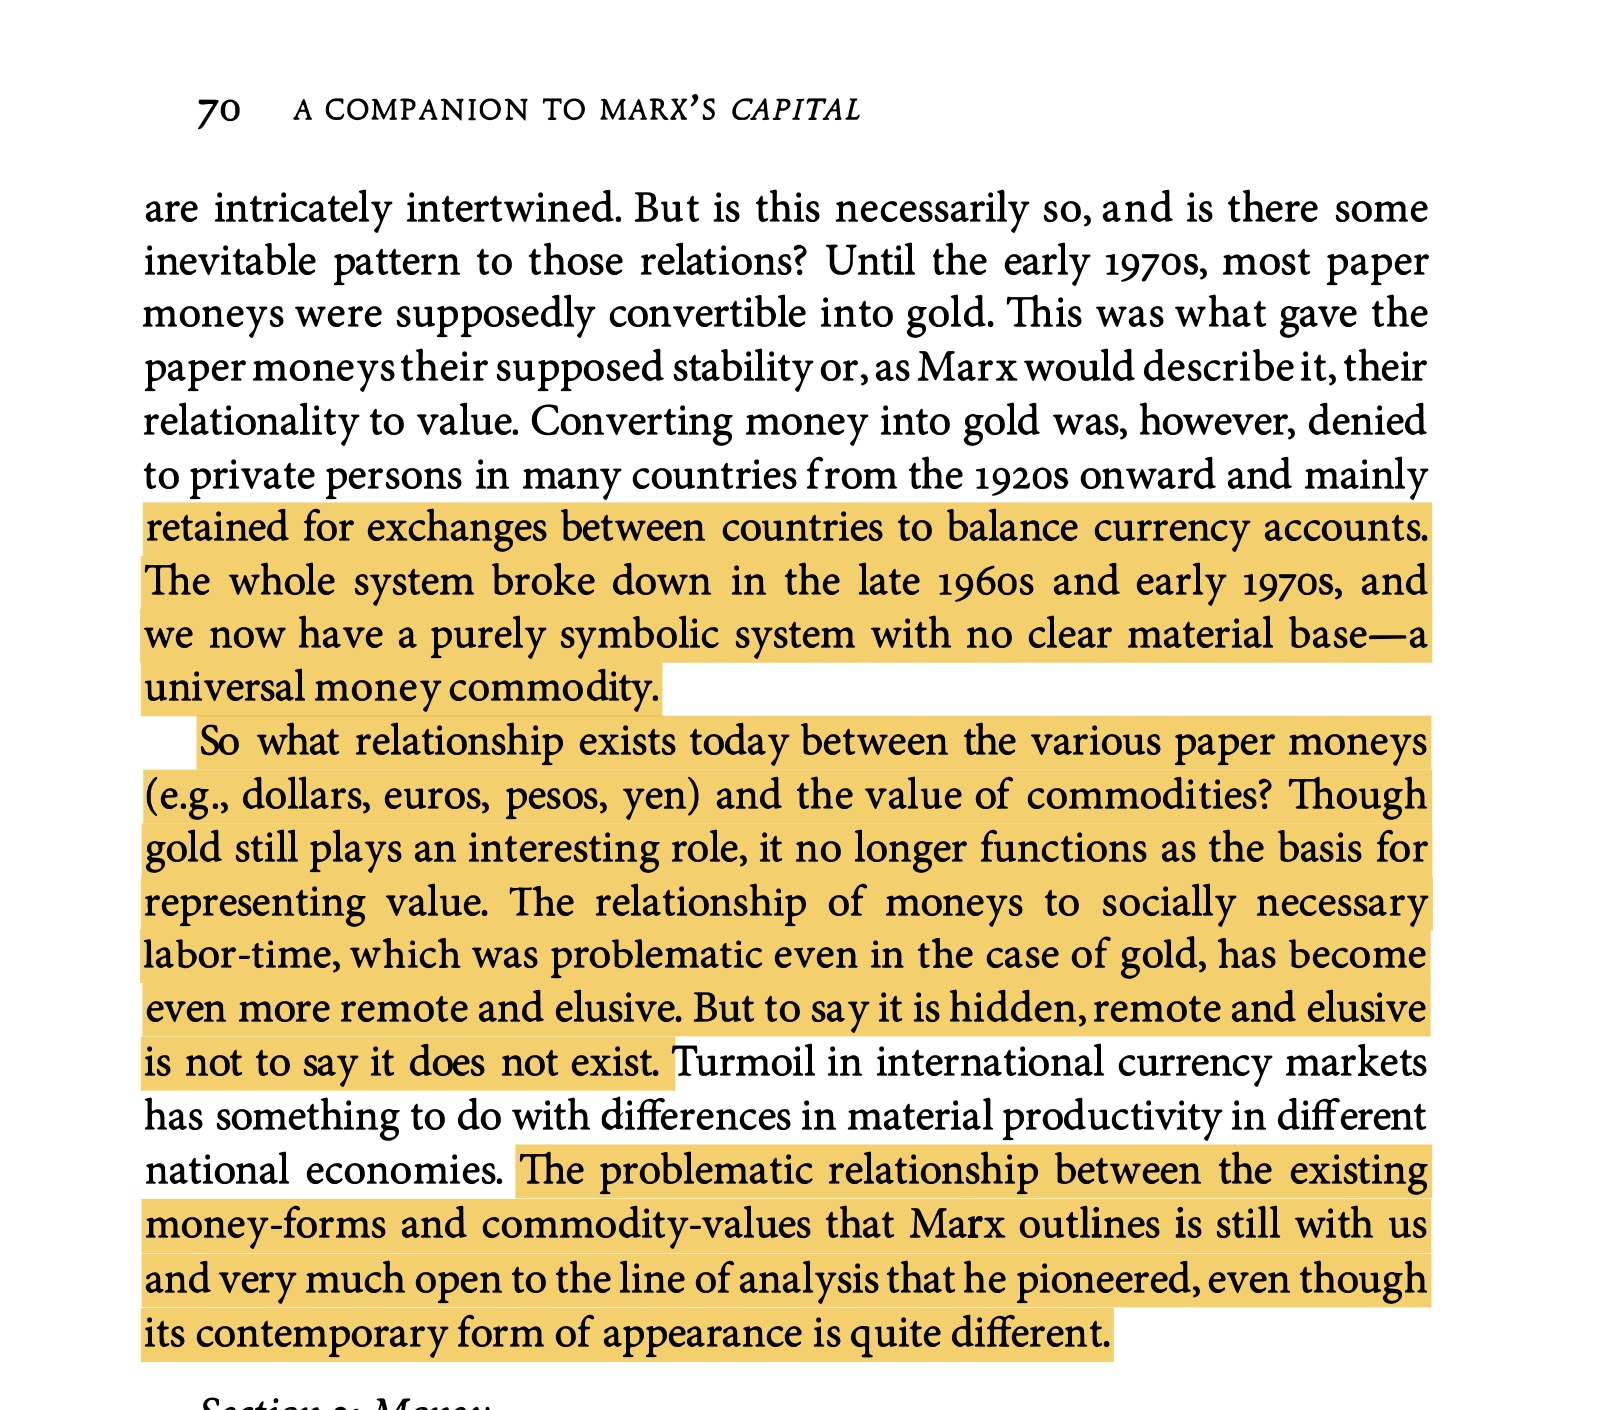 70 A COMPANION TO MARX’S CAPITAL
are intricately intertwined. But is this necessarily so, and is there some
inevitable pattern to those relations? Until the early 1970s, most paper
moneys were supposedly convertible into gold. This was what gave the
paper moneys their supposed stability or, as Marx would describe it, their
relationality to value. Converting money into gold was, however, denied
to private persons in many countries from the 1920s onward and mainly
retained for exchanges between countries to balance currency accounts.
The whole system broke down in the late 1960s and early 1970s, and
we now have a purely symbolic system with no clear material base—a
universal money commodity.
So what relationship exists today between the various paper moneys
(e.g., dollars, euros, pesos, yen) and the value of commodities? Though
gold still plays an interesting role, it no longer functions as the basis for
representing value. The relationship of moneys to socially necessary
labor-time, which was problematic even in the case of gold, has become
even more remote and elusive. But to say it is hidden, remote and elusive
is not to say it does not exist. Turmoil in international currency markets
has something to do with differences in material productivity in different
national economies. The problematic relationship between the existing
money-forms and commodity-values that Marx outlines is still with us
and very much open to the line of analysis that he pioneered, even though
its contemporary form of appearance is quite different.
Section 2: Money